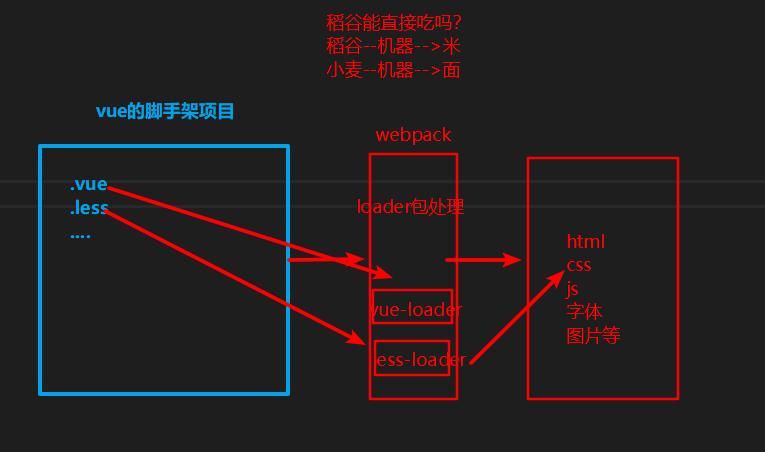 稻谷能直接吃吗?
稻谷--机器-->米
小麦--机器-->面
vue的脚手架项目
webpack
.vue
.less
....
loader包处理
vue-loader
less-loader
html
css
js
字体
图片等